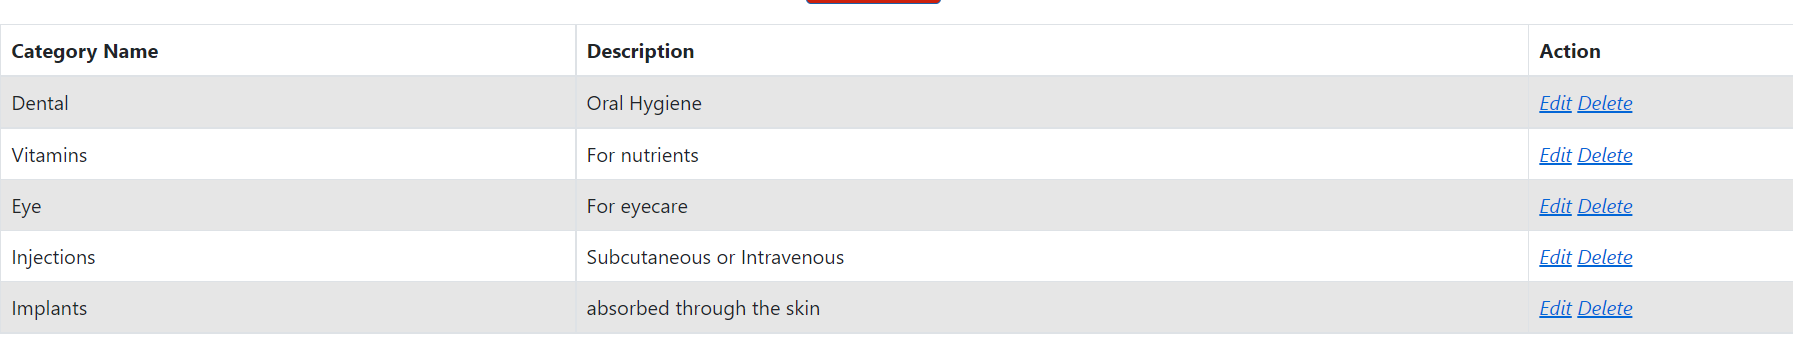 Category Name Description Action
Dental Oral Hygiene Edit Delete
Vitamins For nutrients Edit Delete
Eye For eyecare Edit Delete
Injections Subcutaneous or Intravenous Edit Delete
Implants absorbed through the skin Edit Delete